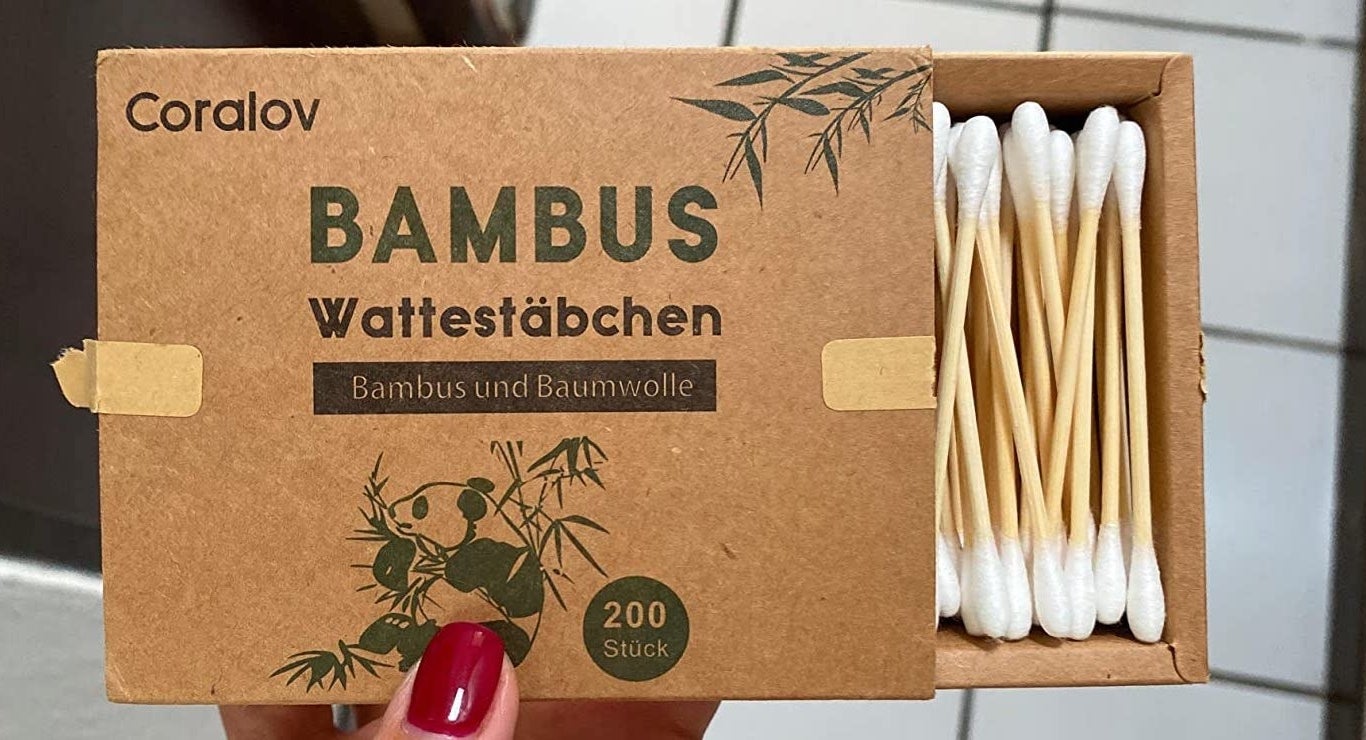 Coralov
BAMBUS
Wattestäbchen
Bambus und Baumwolle
200
Stück